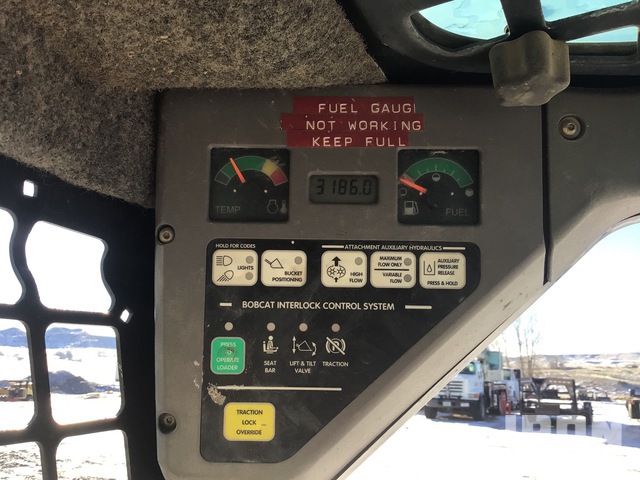 FUEL GAUG
NOT WORKING
KEEP FULL
3186.0
TEMP
FUEL
HOLD FOR CODES
ATTACHMENT AUXILIARY HYDRAULICS
LIGHTS
BUCKET
POSITIONING
HIGH
FLOW
MAXIMUM
FLOW ONLY
VARIABLE
FLOW
AUXILIARY
PRESSURE
RELEASE
PRESS & HOLD
BOBCAT INTERLOCK CONTROL SYSTEM
PRESS
TO
OPERATE
LOADER
SEAT
BAR
LIFT & TILT
VALVE
TRACTION
TRACTION
LOCK
OVERRIDE
IRON